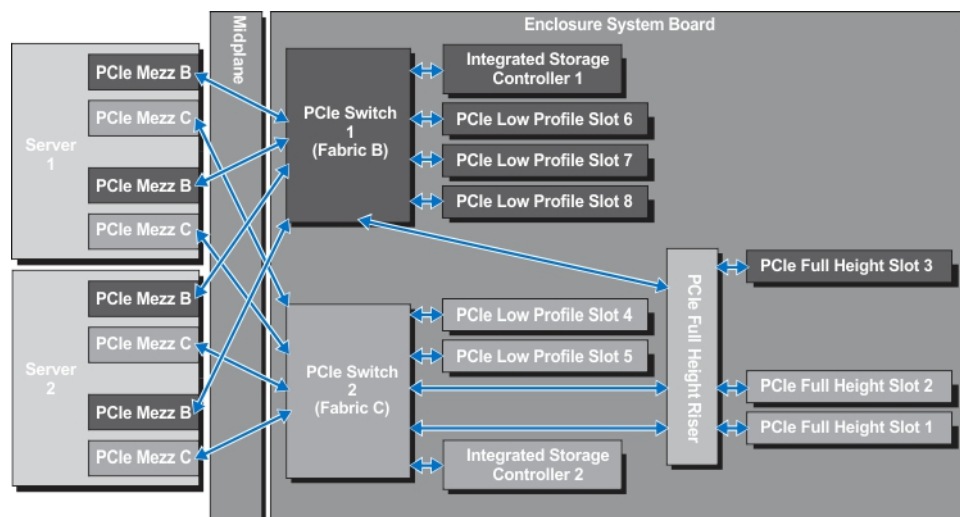 Enclosure System Board
Midplane
Server
1
PCIe Mezz B
PCIe Mezz C
PCIe Mezz B
PCIe Mezz C
Server
2
PCIe Mezz B
PCIe Mezz C
PCIe Mezz B
PCIe Mezz C
PCIe Switch
1
(Fabric B)
Integrated Storage
Controller 1
PCIe Low Profile Slot 6
PCIe Low Profile Slot 7
PCIe Low Profile Slot 8
PCIe Switch
2
(Fabric C)
PCIe Low Profile Slot 4
PCIe Low Profile Slot 5
Integrated Storage
Controller 2
PCIe Full Height Riser
PCIe Full Height Slot 3
PCIe Full Height Slot 2
PCIe Full Height Slot 1